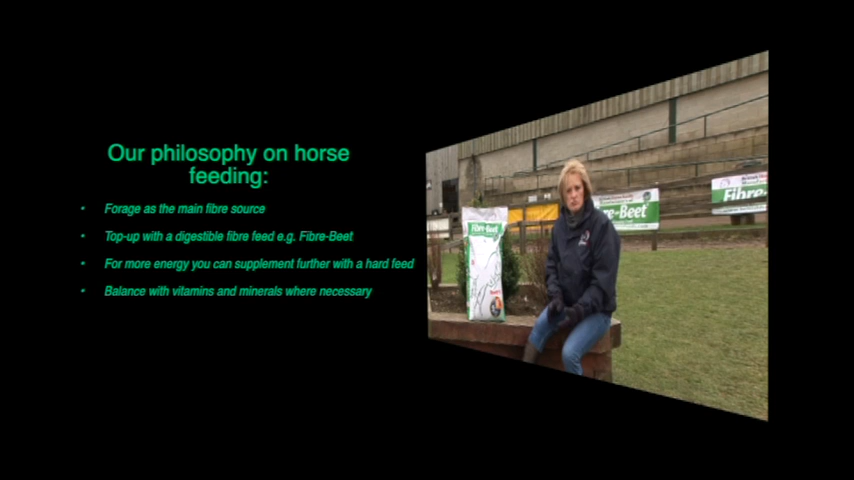 Our philosophy on horse
feeding:
• Forage as the main fibre source
• Top-up with a digestible fibre feed e.g. Fibre-Beet
• For more energy you can supplement further with a hard feed
• Balance with vitamins and minerals where necessary
Fibre-Beet
re-Beet
Fibre-